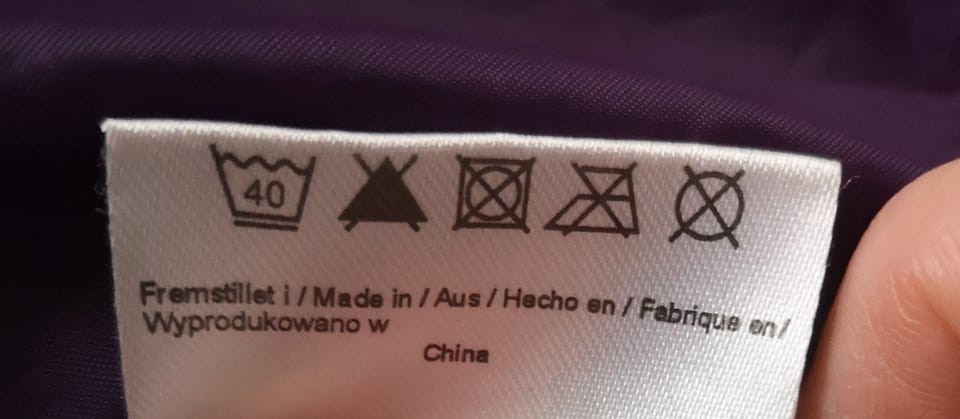 40
Fremstillet i / Made in / Aus / Hecho en / Fabrique en /
Wyprodukowano w
China